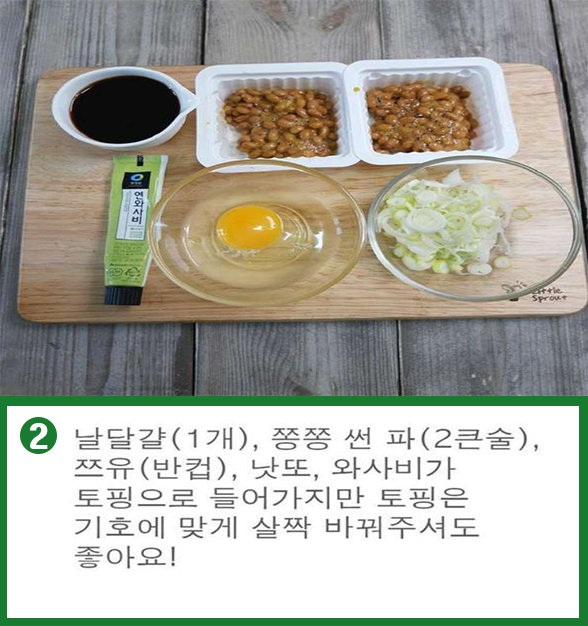 연와사비
Little
sprout
2 날달걀(1개), 쫑쫑 썬 파(2큰술),
쯔유(반컵), 낫또, 와사비가
토핑으로 들어가지만 토핑은
기호에 맞게 살짝 바꿔주셔도
좋아요!